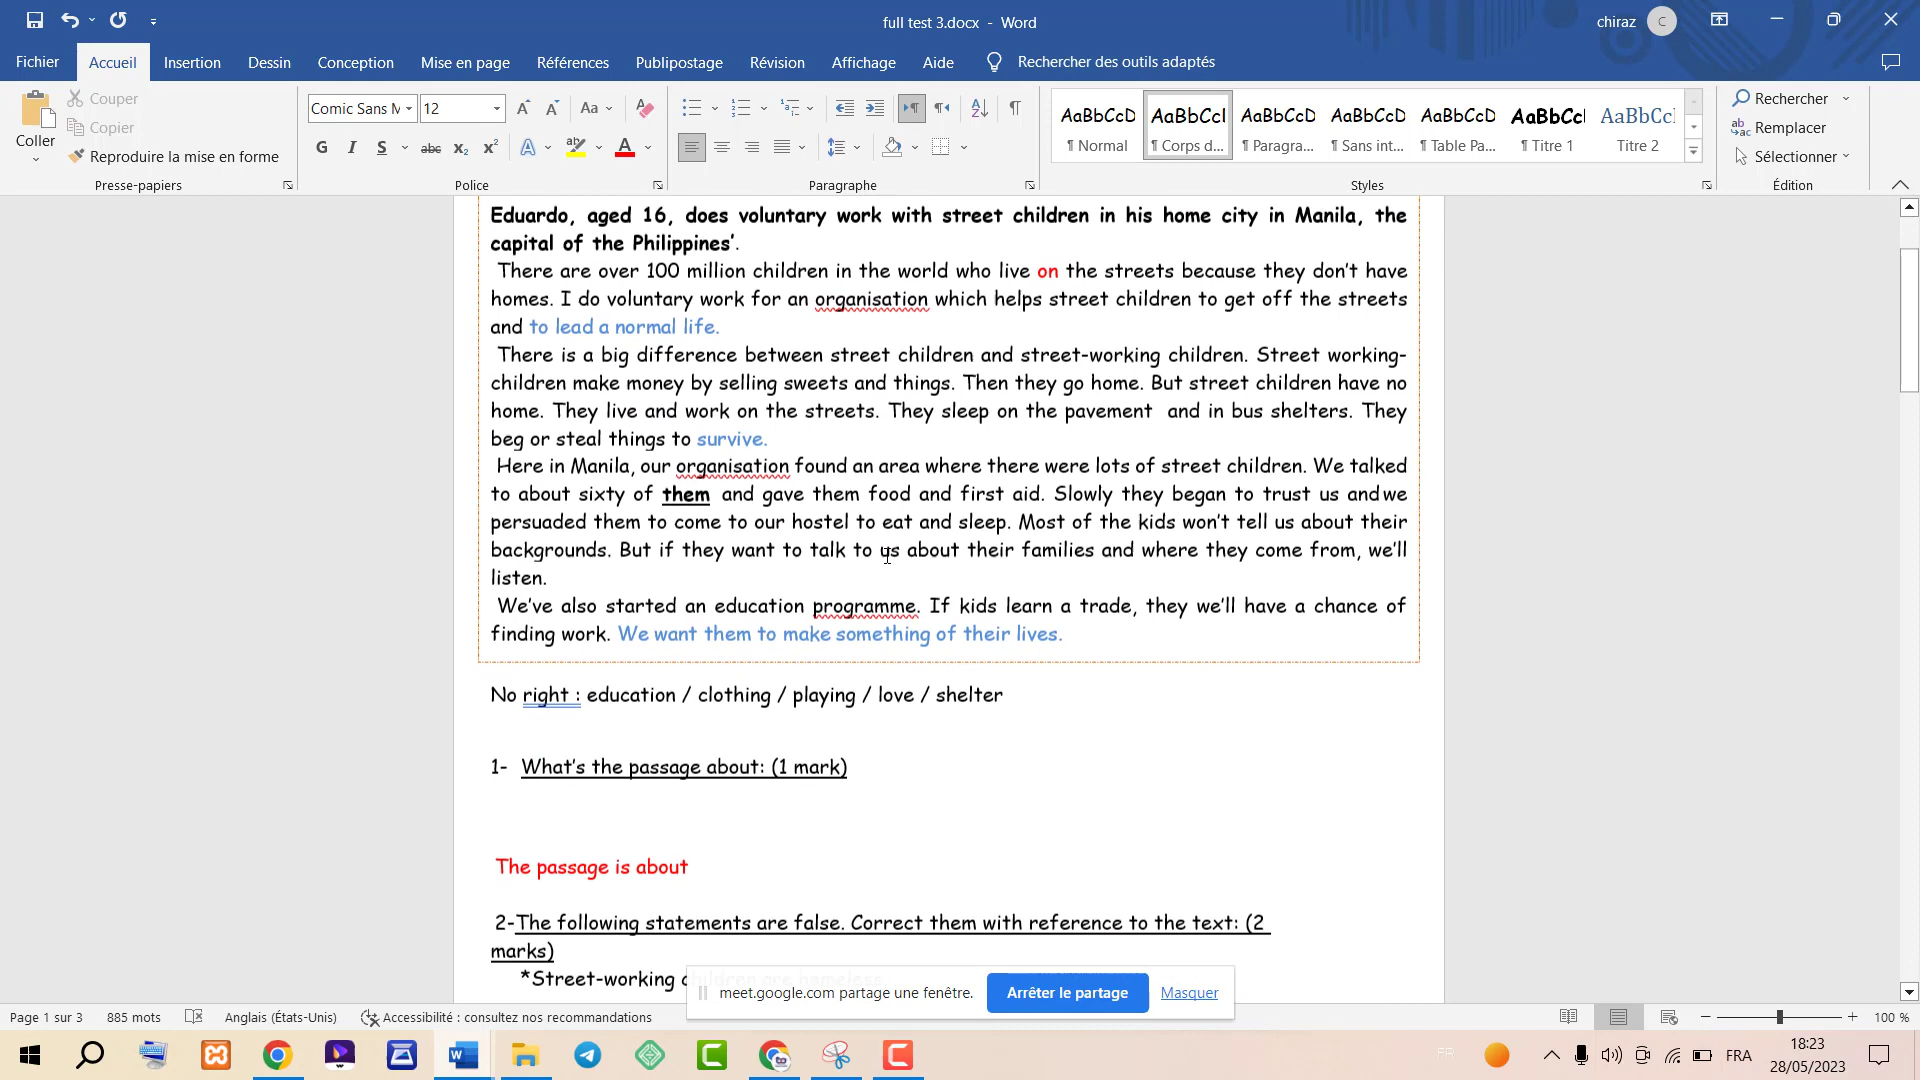 full test 3.docx - Word
chiraz
C
Fichier
Accueil
Insertion
Dessin
Conception
Mise en page
Références
Publipostage
Révision
Affichage
Aide
Rechercher des outils adaptés
Coller
Couper
Copier
Reproduire la mise en forme
Presse-papiers
Comic Sans M
12
Aa
G I S abc x₂ x²
Police
Paragraphe
AaBbCcD
¶ Normal
AaBbCcI
¶ Corps d...
AaBbCcD
¶ Paragra...
AaBbCcD
¶ Sans int...
AaBbCcD
¶ Table Pa...
AaBbCcI
¶ Titre 1
AaBbCcI
Titre 2
Styles
Rechercher
Remplacer
Sélectionner
Édition
Eduardo, aged 16, does voluntary work with street children in his home city in Manila, the
capital of the Philippines’.
There are over 100 million children in the world who live on the streets because they don’t have
homes. I do voluntary work for an organisation which helps street children to get off the streets
and to lead a normal life.
There is a big difference between street children and street-working children. Street working-
children make money by selling sweets and things. Then they go home. But street children have no
home. They live and work on the streets. They sleep on the pavement and in bus shelters. They
beg or steal things to survive.
Here in Manila, our organisation found an area where there were lots of street children. We talked
to about sixty of them and gave them food and first aid. Slowly they began to trust us andwe
persuaded them to come to our hostel to eat and sleep. Most of the kids won’t tell us about their
backgrounds. But if they want to talk to us about their families and where they come from, we’ll
listen.
We’ve also started an education programme. If kids learn a trade, they we’ll have a chance of
finding work. We want them to make something of their lives.
No right : education / clothing / playing / love / shelter
1- What’s the passage about: (1 mark)
The passage is about
2-The following statements are false. Correct them with reference to the text: (2
marks)
*Street-working children are homeless
meet.google.com partage une fenêtre.
Arrêter le partage
Masquer
Page 1 sur 3
885 mots
Anglais (États-Unis)
Accessibilité : consultez nos recommandations
100 %
FRA
18:23
28/05/2023